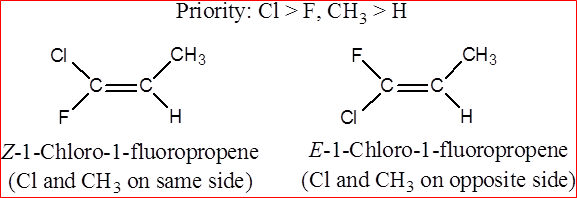 Priority: Cl > F, CH₃ > H
Cl CH₃ F CH₃
C C C C
F H Cl H
Z-1-Chloro-1-fluoropropene E-1-Chloro-1-fluoropropene
(Cl and CH₃ on same side) (Cl and CH₃ on opposite side)